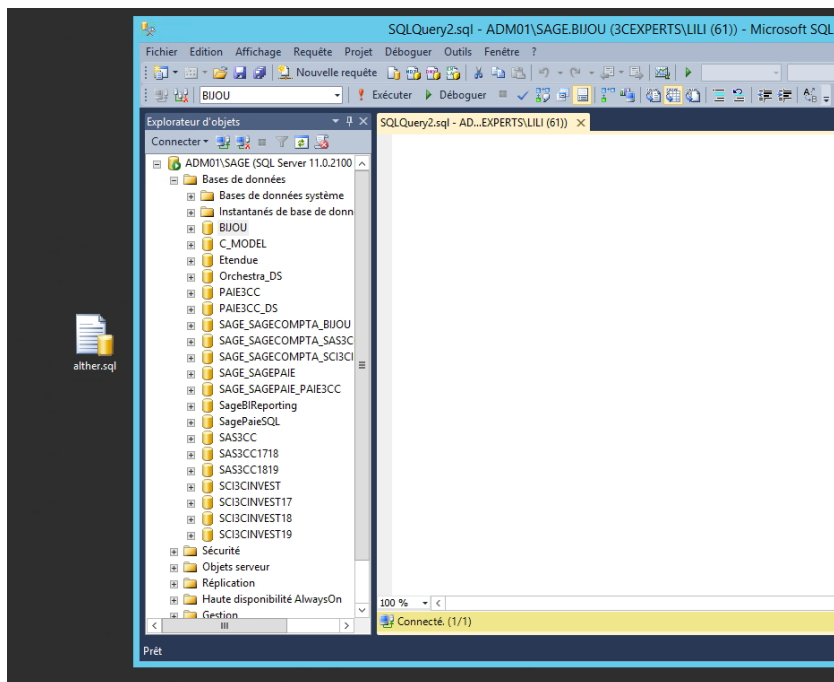 SQLQuery2.sql - ADM01\SAGE.BIJOU (3CEXPERTS\LILI (61)) - Microsoft SQL
Fichier Edition Affichage Requête Projet Déboguer Outils Fenêtre ?
Nouvelle requête
BIJOU Exécuter Déboguer
Explorateur d'objets
SQLQuery2.sql - AD...EXPERTS\LILI (61))
Connecter
ADM01\SAGE (SQL Server 11.0.2100
Bases de données
Bases de données système
Instantanés de base de donn
BIJOU
C_MODEL
Etendue
Orchestra_DS
PAIE3CC
PAIE3CC_DS
SAGE_SAGECOMPTA_BIJOU
SAGE_SAGECOMPTA_SAS3C
SAGE_SAGECOMPTA_SCI3CI
SAGE_SAGEPAIE
SAGE_SAGEPAIE_PAIE3CC
SageBIReporting
SagePaieSQL
SAS3CC
SAS3CC1718
SAS3CC1819
SCI3CINVEST
SCI3CINVEST17
SCI3CINVEST18
SCI3CINVEST19
Sécurité
Objets serveur
Réplication
Haute disponibilité AlwaysOn
Gestion
alther.sql
100 %
Connecté. (1/1)
Prêt